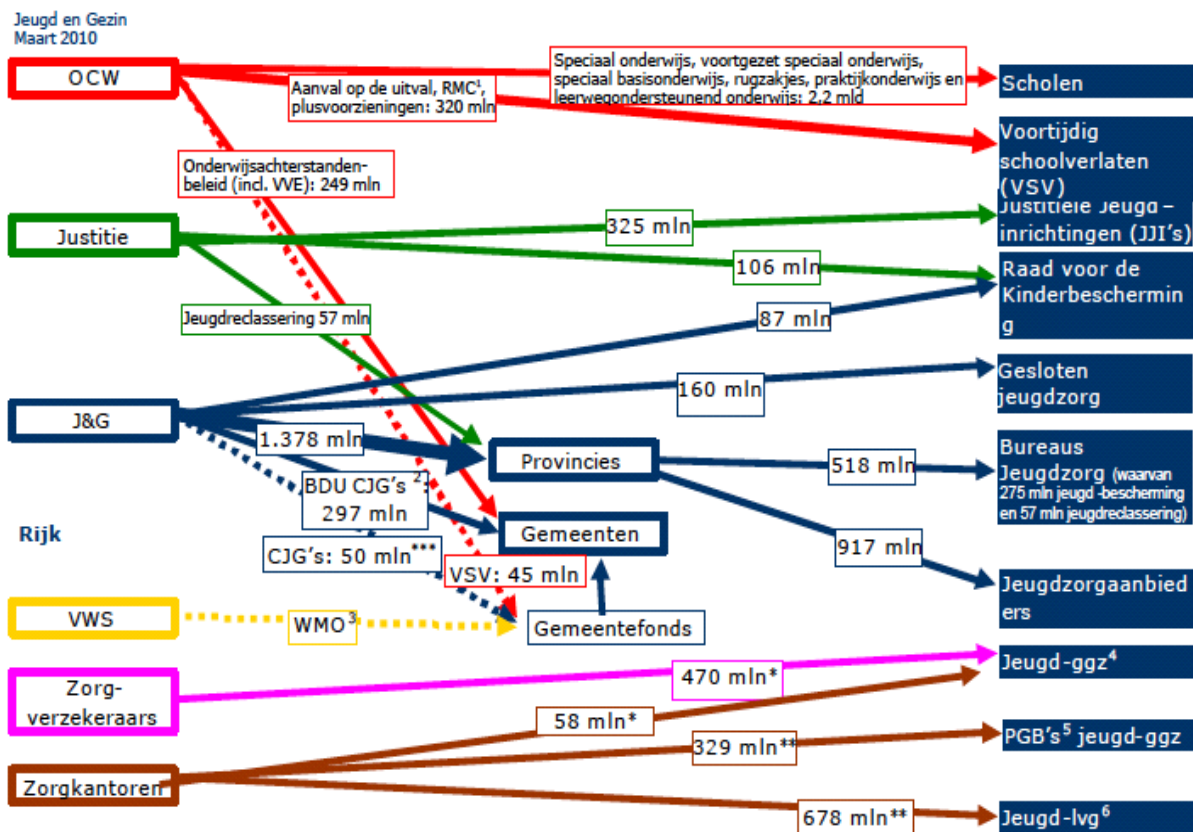 Jeugd en Gezin
Maart 2010
OCW
Speciaal onderwijs, voortgezet speciaal onderwijs,
speciaal basisonderwijs, rugzakjes, praktijkonderwijs en
leerwegondersteunend onderwijs: 2,2 mld
Scholen
Aanval op de uitval, RMC¹,
plusvoorzieningen: 320 mln
Voortijdig
schoolverlaten
(VSV)
Onderwijsachterstanden-
beleid (incl. VVE): 249 mln
Justitie
325 mln
Justitiële Jeugd –
inrichtingen (JJI's)
106 mln
Raad voor de
Kinderbeschermin
g
Jeugdreclassering 57 mln
87 mln
J&G
160 mln
Gesloten
jeugdzorg
1.378 mln
Provincies
518 mln
Bureaus
Jeugdzorg (waarvan
275 mln jeugd -bescherming
en 57 mln jeugdreclassering)
BDU CJG's ²:
297 mln
Rijk
Gemeenten
917 mln
CJG's: 50 mln***
VSV: 45 mln
Jeugdzorgaanbied
ers
VWS
WMO³
Gemeentefonds
Zorg-
verzekeraars
470 mln*
Jeugd -ggz⁴
58 mln*
329 mln**
PGB's⁵ jeugd-ggz
Zorgkantoren
678 mln**
Jeugd -lvg⁶